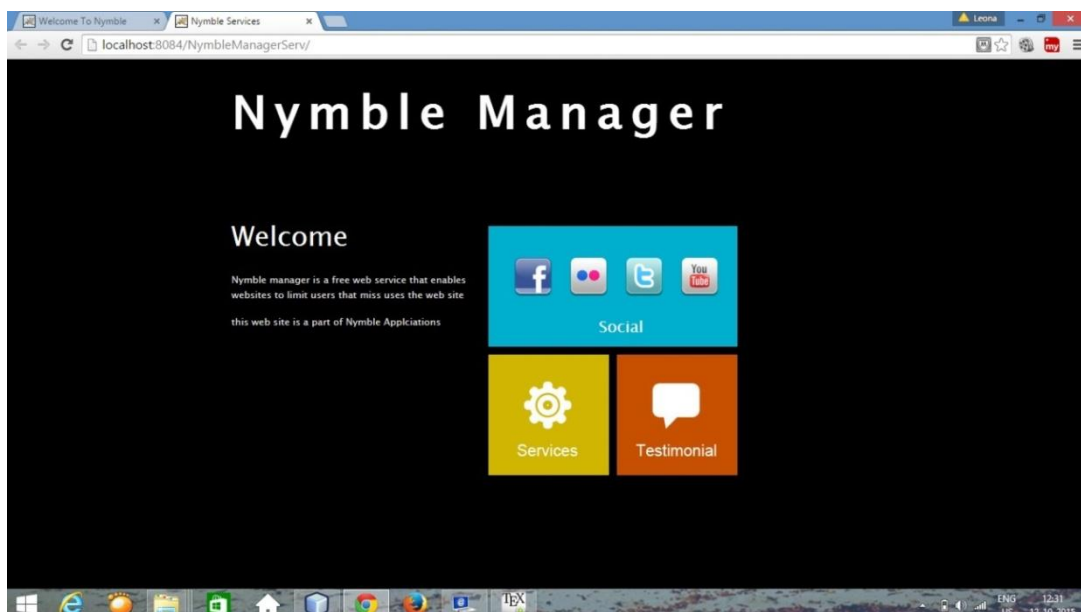 Welcome To Nymble
Nymble Services
Leona
localhost:8084/NymbleManagerServ/
my
Nymble Manager
Welcome
Nymble manager is a free web service that enables
websites to limit users that miss uses the web site
this web site is a part of Nymble Applciations
f
t
You
Tube
Social
Services
Testimonial
TEX
ENG
12:31